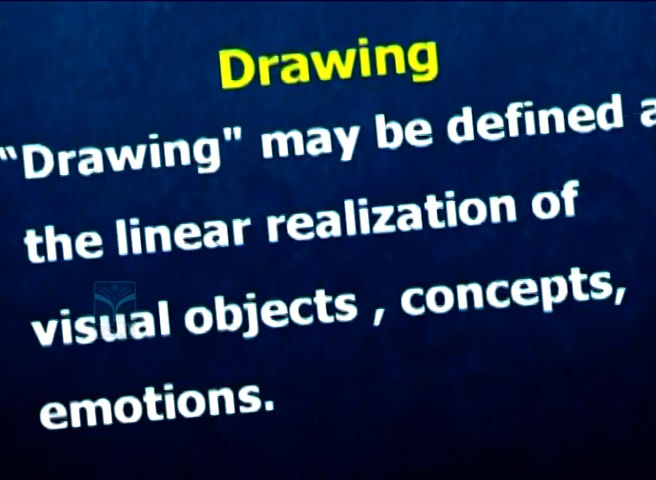 Drawing
“Drawing" may be defined a
the linear realization of
visual objects , concepts,
emotions.